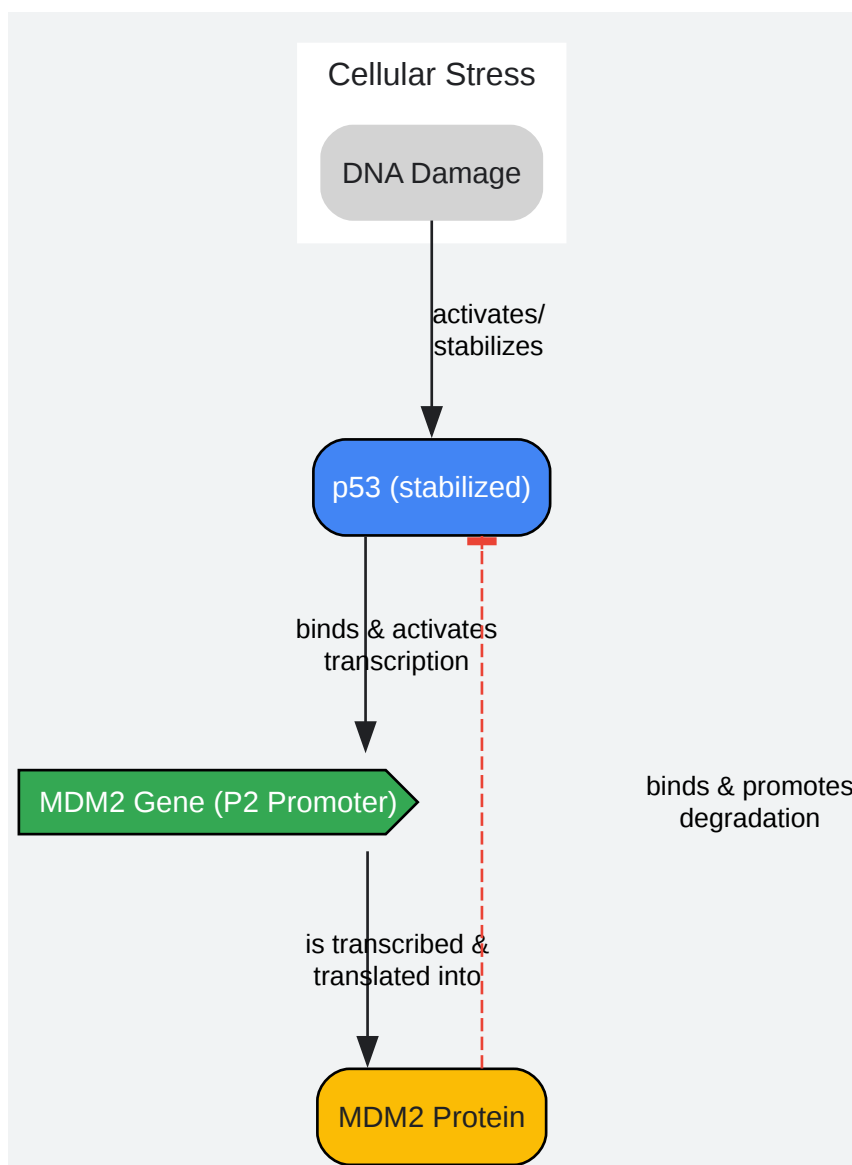 Cellular Stress
DNA Damage
activates/
stabilizes
p53 (stabilized)
binds & activates
transcription
MDM2 Gene (P2 Promoter)
binds & promotes
degradation
is transcribed &
translated into
MDM2 Protein